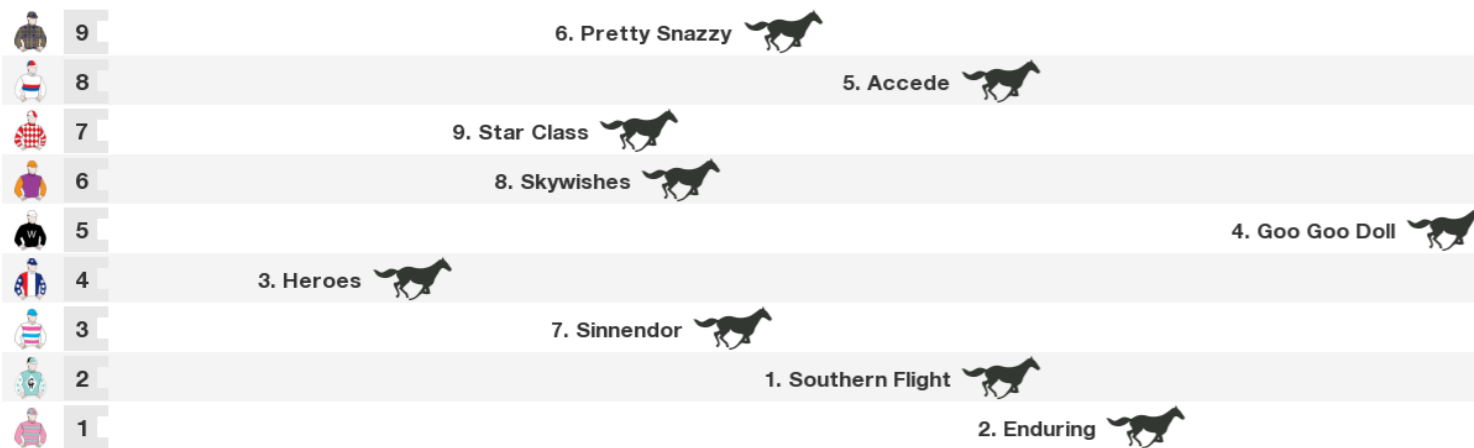 9 6. Pretty Snazzy
8 5. Accede
7 9. Star Class
6 8. Skywishes
W 5 4. Goo Goo Doll
4 3. Heroes
3 7. Sinnendor
2 1. Southern Flight
1 2. Enduring